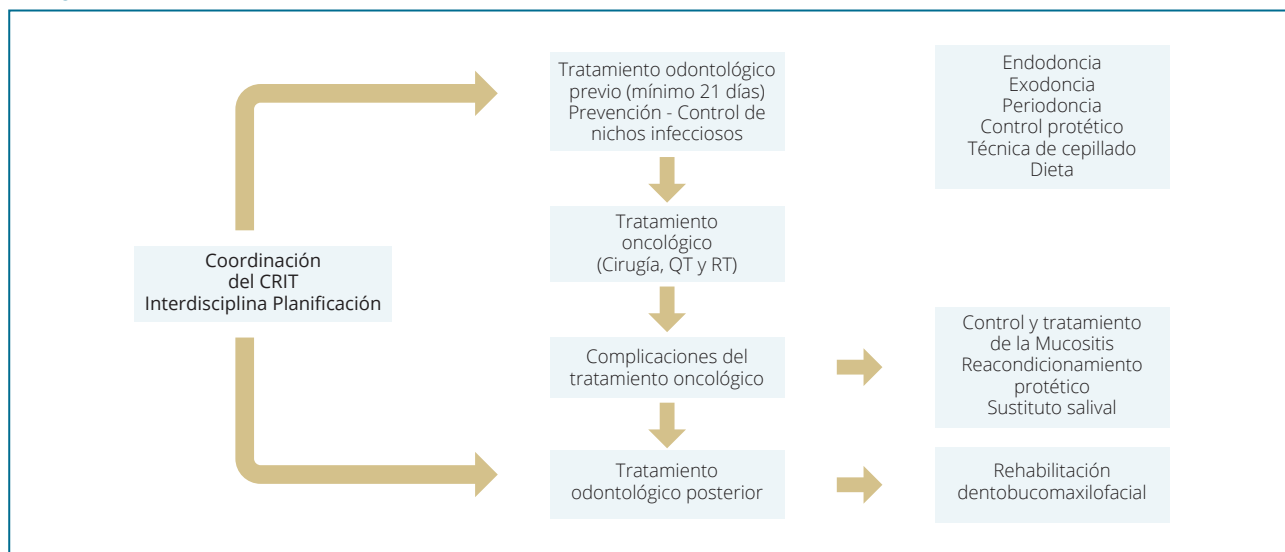 Tratamiento odontológico
previo (mínimo 21 días)
Prevención - Control de
nichos infecciosos
Endodoncia
Exodoncia
Periodoncia
Control protético
Técnica de cepillado
Dieta
Tratamiento
oncológico
(Cirugía, QT y RT)
Coordinación
del CRIT
Interdisciplina Planificación
Complicaciones del
tratamiento oncológico
Control y tratamiento
de la Mucositis
Reacondicionamiento
protético
Sustituto salival
Tratamiento
odontológico posterior
Rehabilitación
dentobucomaxilofacial